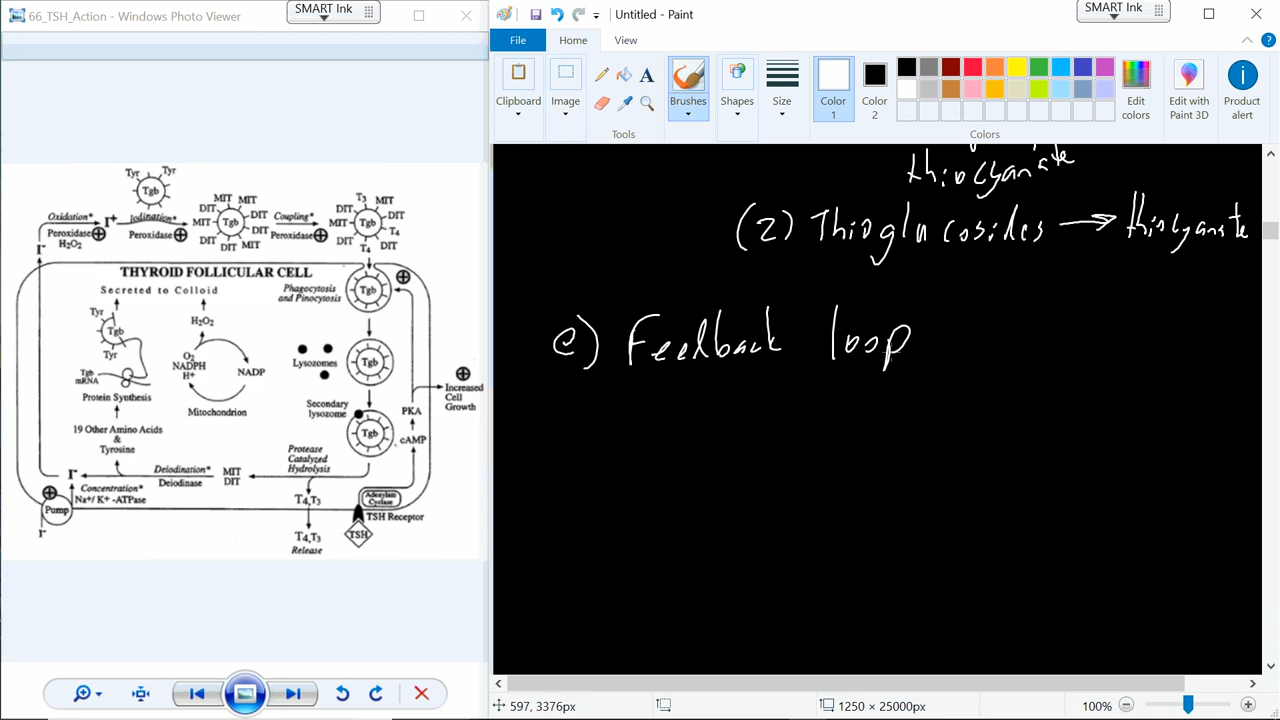 66_TSH_Action - Windows Photo Viewer
SMART Ink
Tyr Tyr
Tgb
MIT MIT
DIT DIT
MIT Tgb DIT
DIT DIT MIT
T3 MIT
DIT DIT
Tgb
MIT T4
T4 DIT
Oxidation*
I⁺
Iodination*
Coupling*
Peroxidase
H2O2
Peroxidase
Peroxidase
I⁻
THYROID FOLLICULAR CELL
Secreted to Colloid
Phagocytosis
and Pinocytosis
Tgb
H2O2
Tyr
Tgb
Tyr
O2
NADPH
H+
NADP
Lysozomes
Tgb
Tgb
mRNA
Protein Synthesis
Mitochondrion
Secondary
lysozome
Tgb
PKA
Increased
Cell
Growth
cAMP
19 Other Amino Acids
&
Tyrosine
Protease
Catalyzed
Hydrolysis
I⁻
Deiodination*
Deiodinase
MIT
DIT
Concentration*
Na+/ K+ -ATPase
Pump
I⁻
T4,T3
Adenylate
Cyclase
TSH Receptor
TSH
T4,T3
Release
Untitled - Paint
SMART Ink
File Home View
Clipboard
Image
Tools
Brushes
Shapes
Size
Color
1
Color
2
Edit
colors
Colors
Edit with
Paint 3D
Product
alert
thiocyanate
(2) Thioglucosides → thiocyanate
e) Feedback loop
597, 3376px
1250 × 25000px
100%